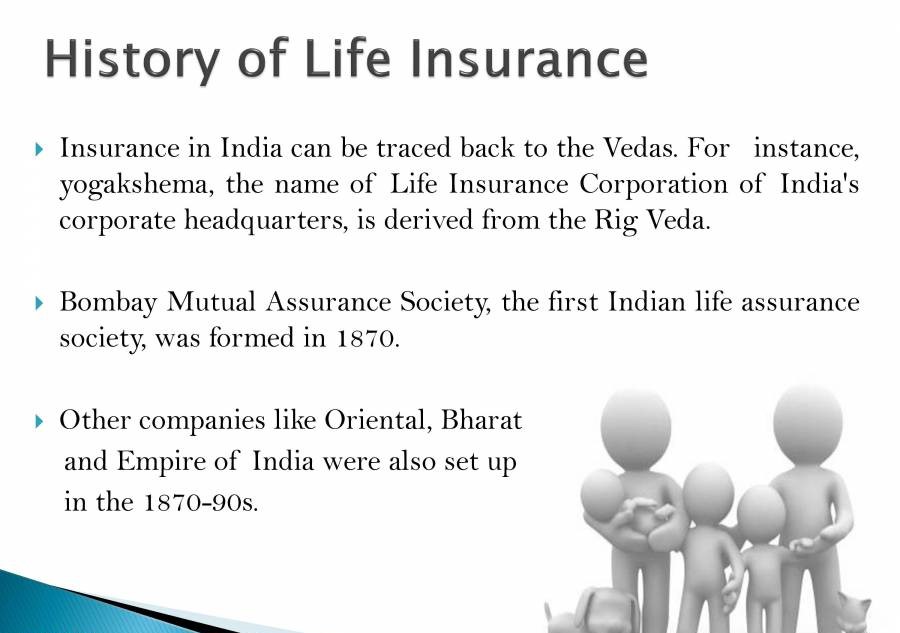 History of Life Insurance
Insurance in India can be traced back to the Vedas. For instance,
yogakshema, the name of Life Insurance Corporation of India's
corporate headquarters, is derived from the Rig Veda.
Bombay Mutual Assurance Society, the first Indian life assurance
society, was formed in 1870.
Other companies like Oriental, Bharat
and Empire of India were also set up
in the 1870-90s.